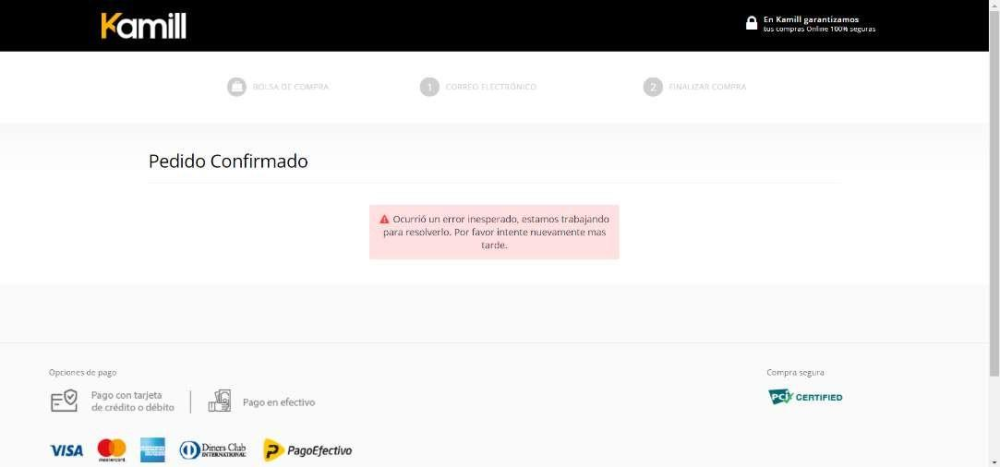 Kamill
En Kamill garantizamos
tus compras Online 100% seguras
BOLSA DE COMPRA
1 CORREO ELECTRÓNICO
2 FINALIZAR COMPRA
Pedido Confirmado
Ocurrió un error inesperado, estamos trabajando
para resolverlo. Por favor intente nuevamente mas
tarde.
Opciones de pago
Compra segura
Pago con tarjeta
de crédito o débito
Pago en efectivo
PCI CERTIFIED
VISA
mastercard
AMERICAN EXPRESS
Diners Club
INTERNATIONAL
PagoEfectivo